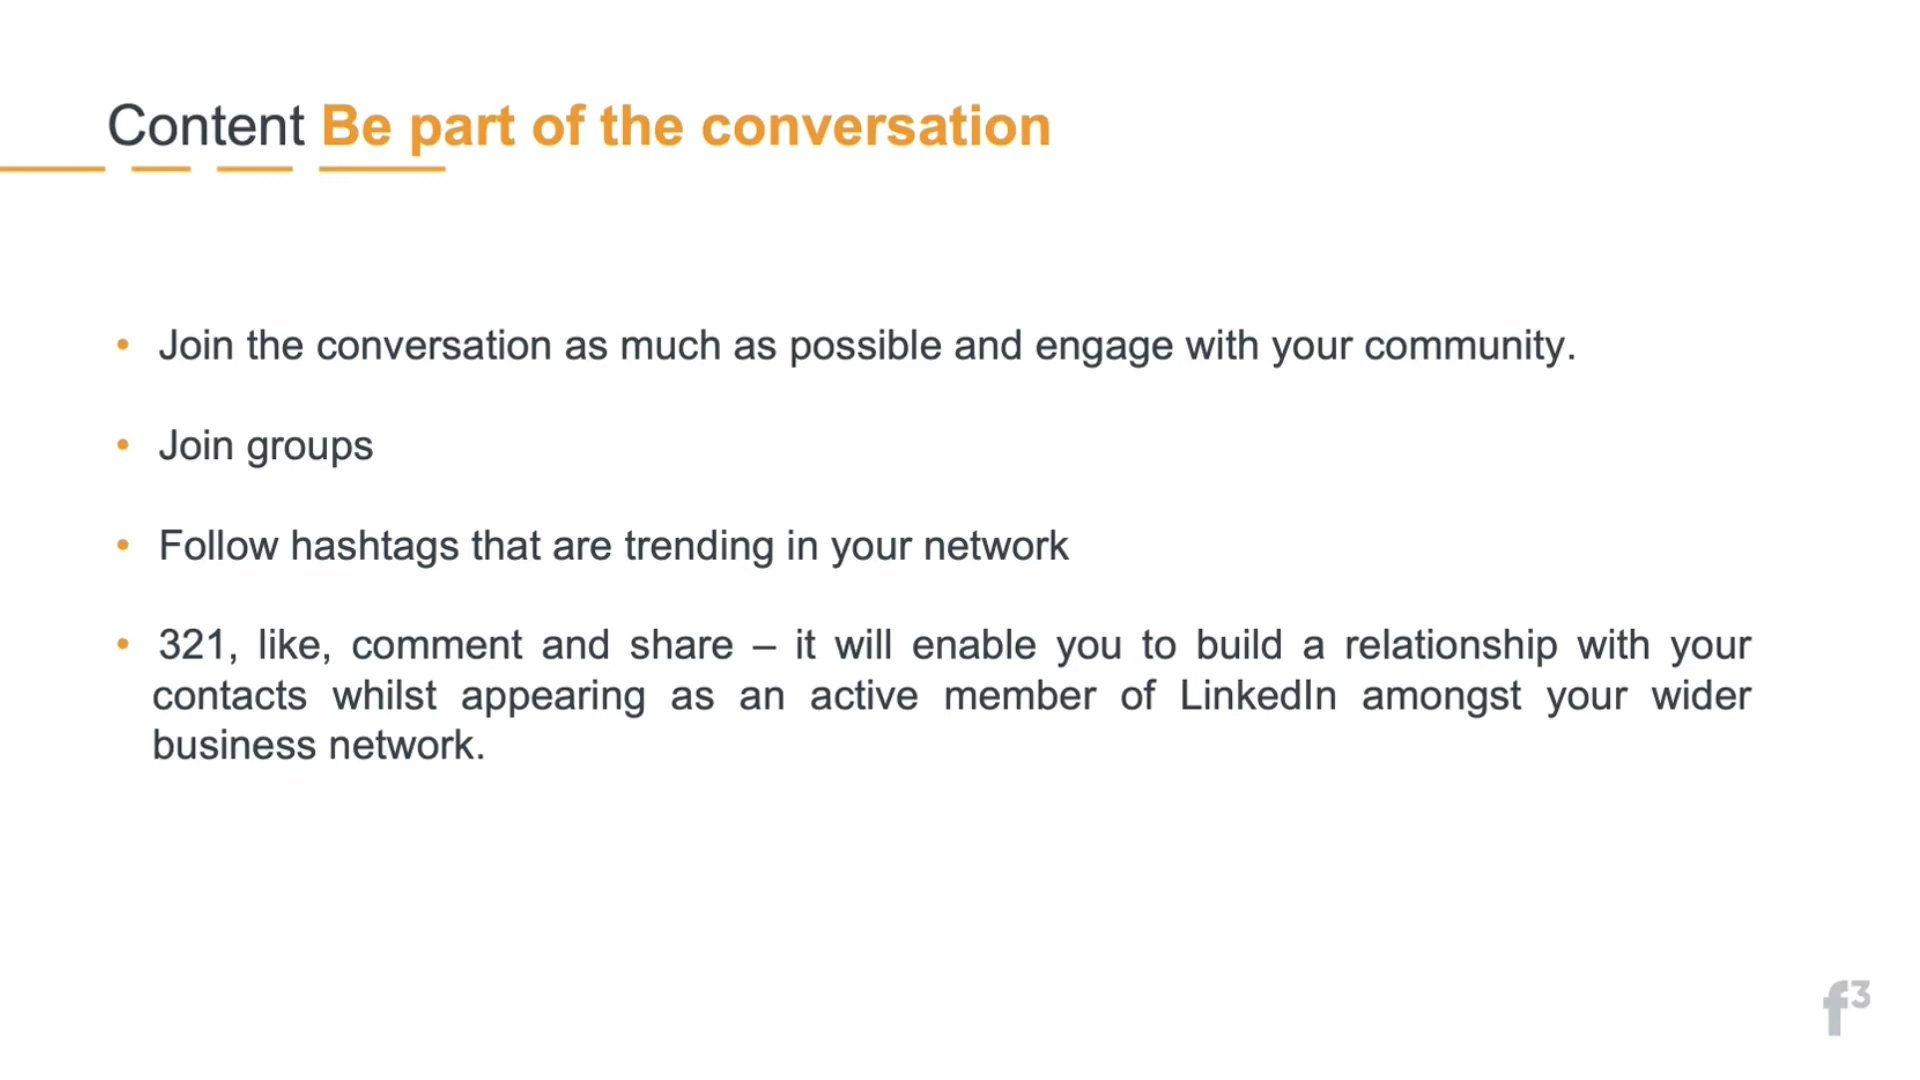 Content Be part of the conversation
• Join the conversation as much as possible and engage with your community.
• Join groups
• Follow hashtags that are trending in your network
• 321, like, comment and share – it will enable you to build a relationship with your
contacts whilst appearing as an active member of LinkedIn amongst your wider
business network.
f³